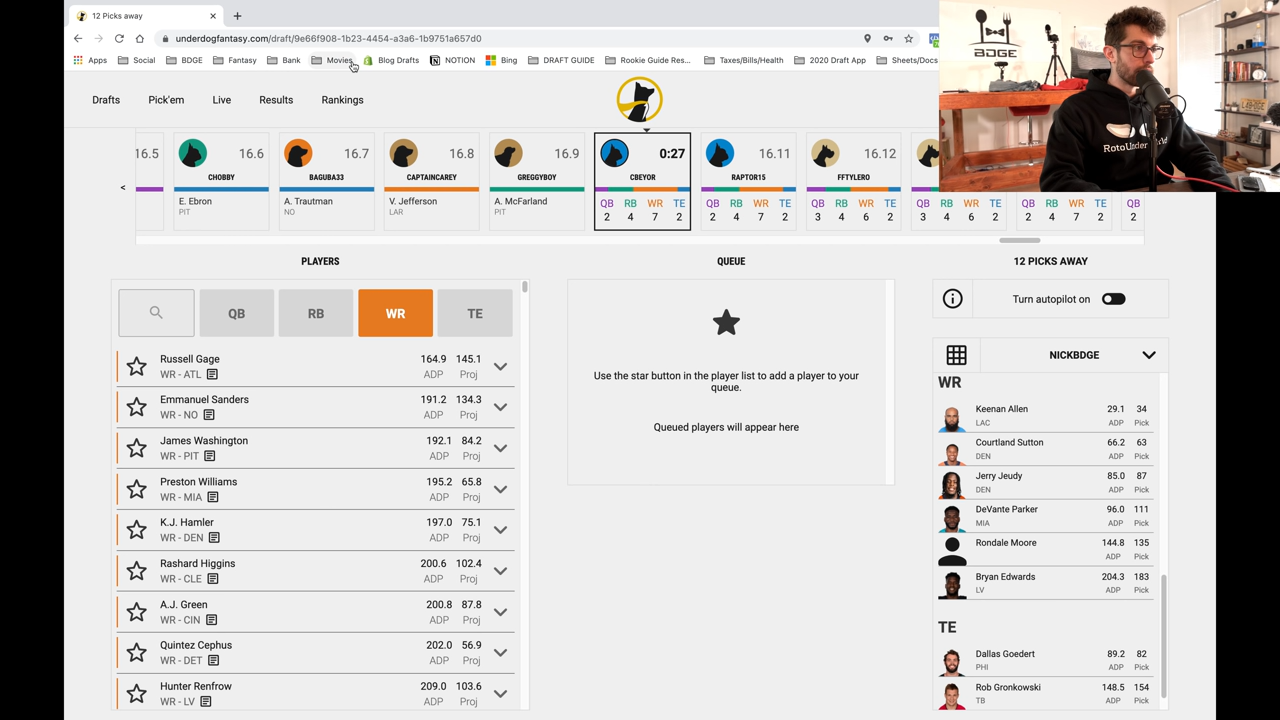 12 Picks away
underdogfantasy.com/draft/9e66f908-1b23-4454-a3a6-1b9751a657d0
Apps Social BDGE Fantasy Movies Blog Drafts NOTION Bing DRAFT GUIDE Rookie Guide Res... Taxes/Bills/Health 2020 Draft App Sheets/Docs
BDGE
Drafts Pick'em Live Results Rankings
16.5 16.6 16.7 16.8 16.9 0:27 16.11 16.12
CHOBBY BAGUBA33 CAPTAINCAREY GREGGYBOY CBEYOR RAPTOR15 FFTYLERO
E. Ebron A. Trautman V. Jefferson A. McFarland QB RB WR TE QB RB WR TE QB RB WR TE QB RB WR TE QB RB WR TE QB
PIT NO LAR PIT 2 4 7 2 2 4 7 2 3 4 6 2 3 4 6 2 2 4 7 2 2
PLAYERS
QUEUE
12 PICKS AWAY
QB RB WR TE
Russell Gage 164.9 145.1
WR - ATL ADP Proj
Emmanuel Sanders 191.2 134.3
WR - NO ADP Proj
James Washington 192.1 84.2
WR - PIT ADP Proj
Preston Williams 195.2 65.8
WR - MIA ADP Proj
K.J. Hamler 197.0 75.1
WR - DEN ADP Proj
Rashard Higgins 200.6 102.4
WR - CLE ADP Proj
A.J. Green 200.8 87.8
WR - CIN ADP Proj
Quintez Cephus 202.0 56.9
WR - DET ADP Proj
Hunter Renfrow 209.0 103.6
WR - LV ADP Proj
Use the star button in the player list to add a player to your
queue.
Queued players will appear here
Turn autopilot on
NICKBDGE
WR
Keenan Allen 29.1 34
LAC ADP Pick
Courtland Sutton 66.2 63
DEN ADP Pick
Jerry Jeudy 85.0 87
DEN ADP Pick
DeVante Parker 96.0 111
MIA ADP Pick
Rondale Moore 144.8 135
ADP Pick
Bryan Edwards 204.3 183
LV ADP Pick
TE
Dallas Goedert 89.2 82
PHI ADP Pick
Rob Gronkowski 148.5 154
TB ADP Pick